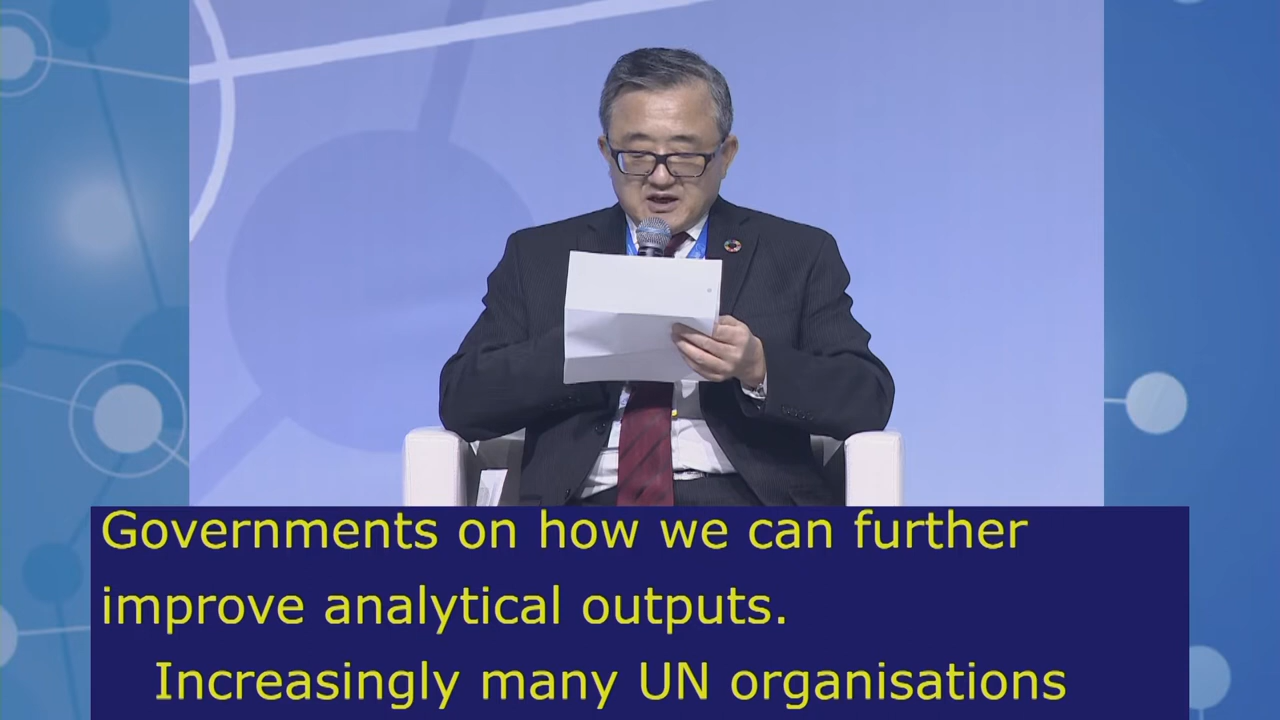 Governments on how we can further
improve analytical outputs.
Increasingly many UN organisations